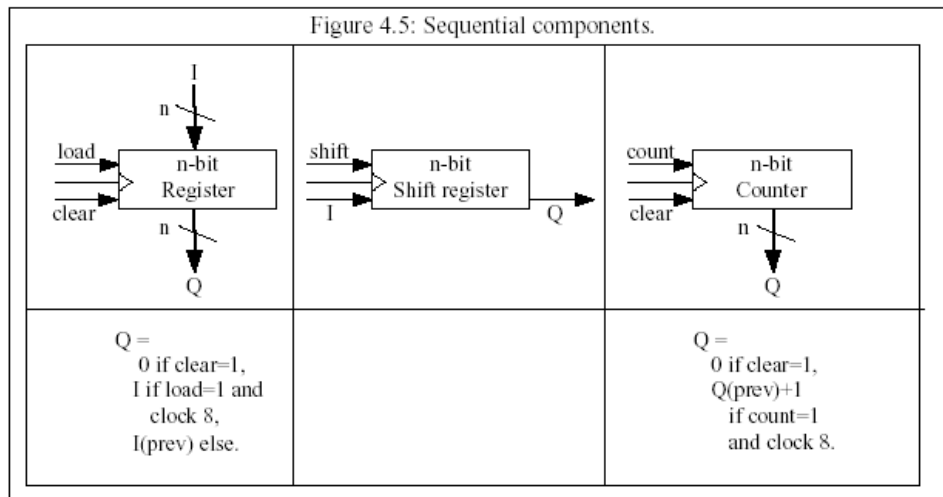 Figure 4.5: Sequential components.
I
n
load
n-bit
Register
clear
n
Q
shift
n-bit
Shift register
I
Q
count
n-bit
Counter
clear
n
Q
Q =
0 if clear=1,
I if load=1 and
clock 8,
I(prev) else.
Q =
0 if clear=1,
Q(prev)+1
if count=1
and clock 8.